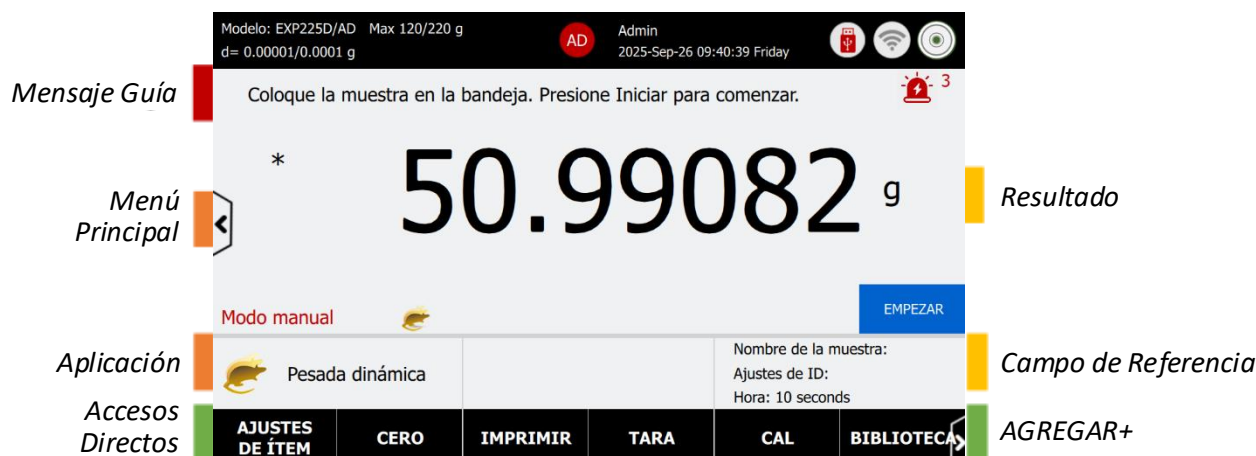 Modelo: EXP225D/AD Max 120/220 g
d= 0.00001/0.0001 g
AD
Admin
2025-Sep-26 09:40:39 Friday
Mensaje Guía
Coloque la muestra en la bandeja. Presione Iniciar para comenzar.
3
*
50.99082 g
Menú
Principal
Resultado
Modo manual
EMPEZAR
Aplicación
Pesada dinámica
Nombre de la muestra:
Ajustes de ID:
Hora: 10 seconds
Campo de Referencia
Accesos
Directos
AJUSTES
DE ÍTEM
CERO
IMPRIMIR
TARA
CAL
BIBLIOTECA
AGREGAR+